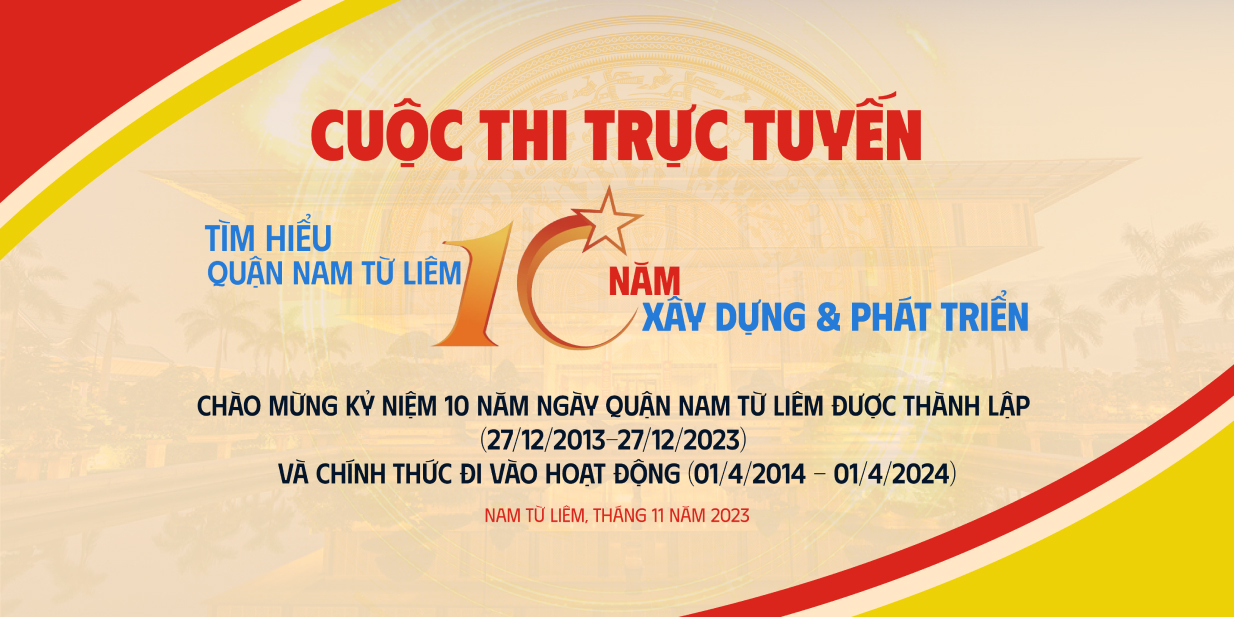 CUỘC THI TRỰC TUYẾN
TÌM HIỂU
QUẬN NAM TỪ LIÊM
10 NĂM
XÂY DỰNG & PHÁT TRIỂN
CHÀO MỪNG KỶ NIỆM 10 NĂM NGÀY QUẬN NAM TỪ LIÊM ĐƯỢC THÀNH LẬP
(27/12/2013–27/12/2023)
VÀ CHÍNH THỨC ĐI VÀO HOẠT ĐỘNG (01/4/2014 – 01/4/2024)
NAM TỪ LIÊM, THÁNG 11 NĂM 2023